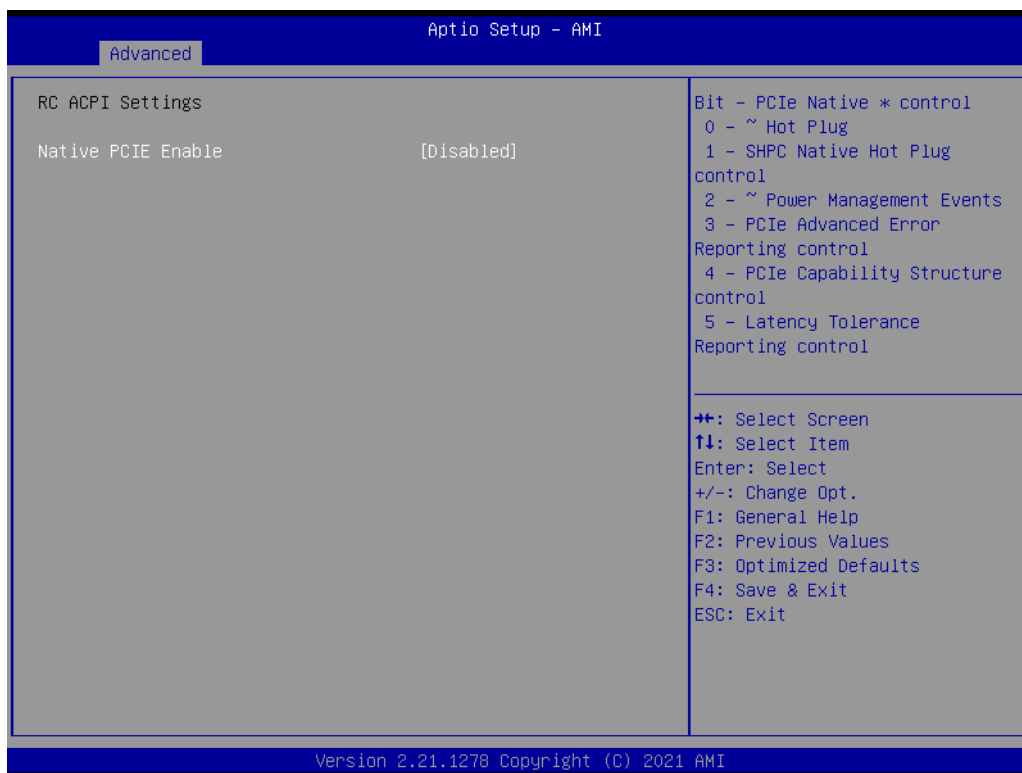 Aptio Setup – AMI
Advanced
RC ACPI Settings
Native PCIE Enable [Disabled]
Bit – PCIe Native * control
0 – ~ Hot Plug
1 – SHPC Native Hot Plug
control
2 – ~ Power Management Events
3 – PCIe Advanced Error
Reporting control
4 – PCIe Capability Structure
control
5 – Latency Tolerance
Reporting control
→←: Select Screen
↑↓: Select Item
Enter: Select
+/-: Change Opt.
F1: General Help
F2: Previous Values
F3: Optimized Defaults
F4: Save & Exit
ESC: Exit
Version 2.21.1278 Copyright (C) 2021 AMI